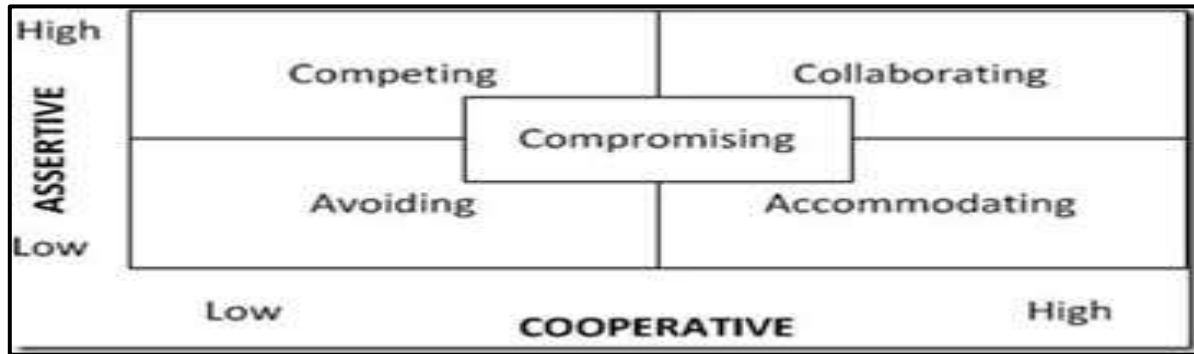 High
Competing
Collaborating
ASSERTIVE
Compromising
Avoiding
Accommodating
Low
Low
High
COOPERATIVE